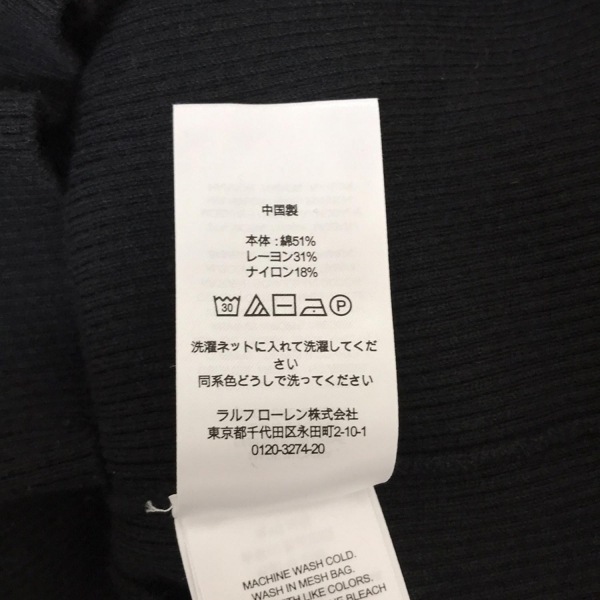 中国製
本体：綿51%
レーヨン31%
ナイロン18%
30
P
洗濯ネットに入れて洗濯してくだ
さい
同系色どうしで洗ってください
ラルフ ローレン株式会社
東京都千代田区永田町2-10-1
0120-3274-20
MACHINE WASH COLD.
WASH IN MESH BAG.
LIKE COLORS.
BLEACH